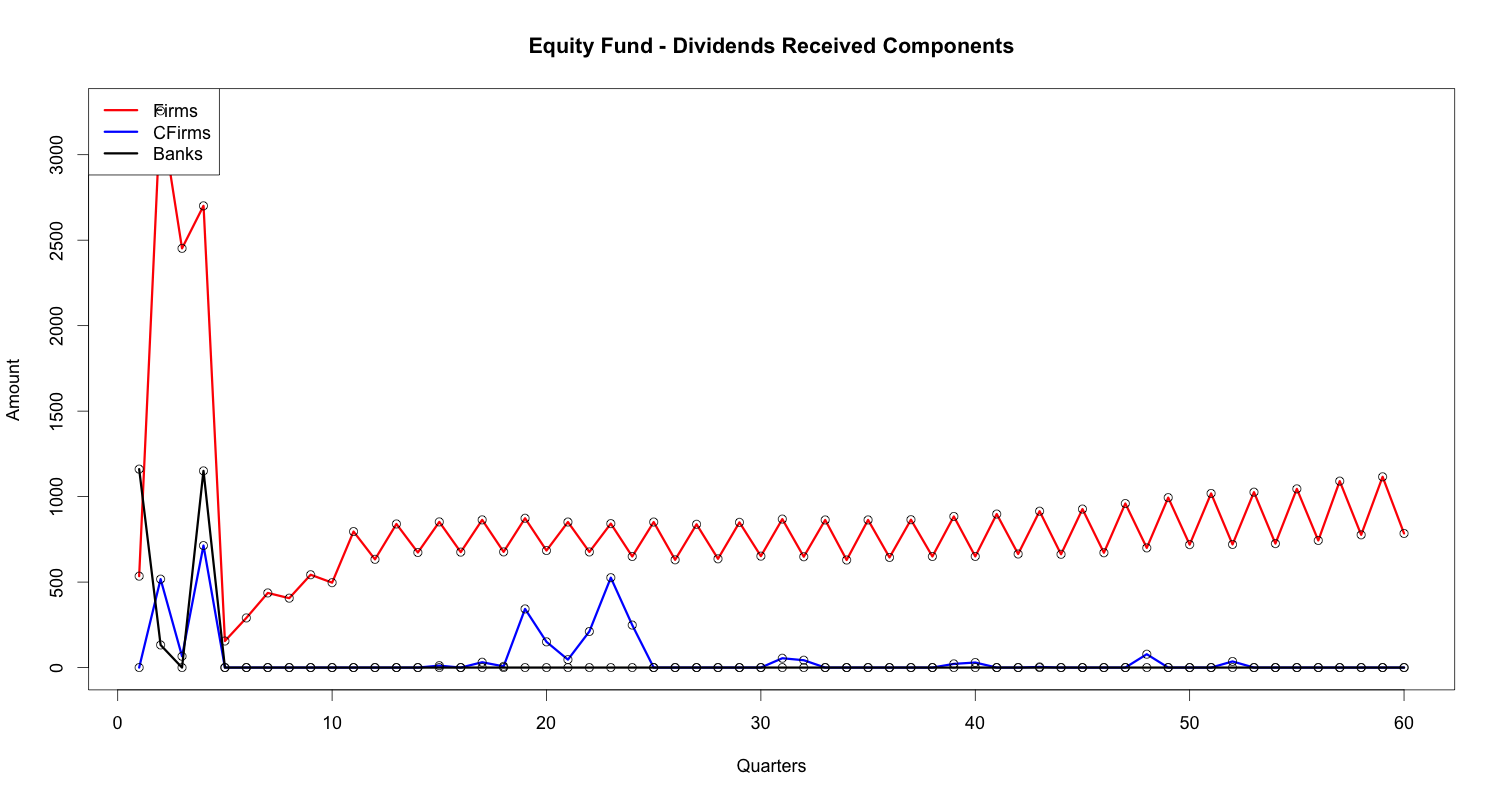 Equity Fund - Dividends Received Components
Firms
CFirms
Banks
Amount
3000
2500
2000
1500
1000
500
0
0 10 20 30 40 50 60
Quarters